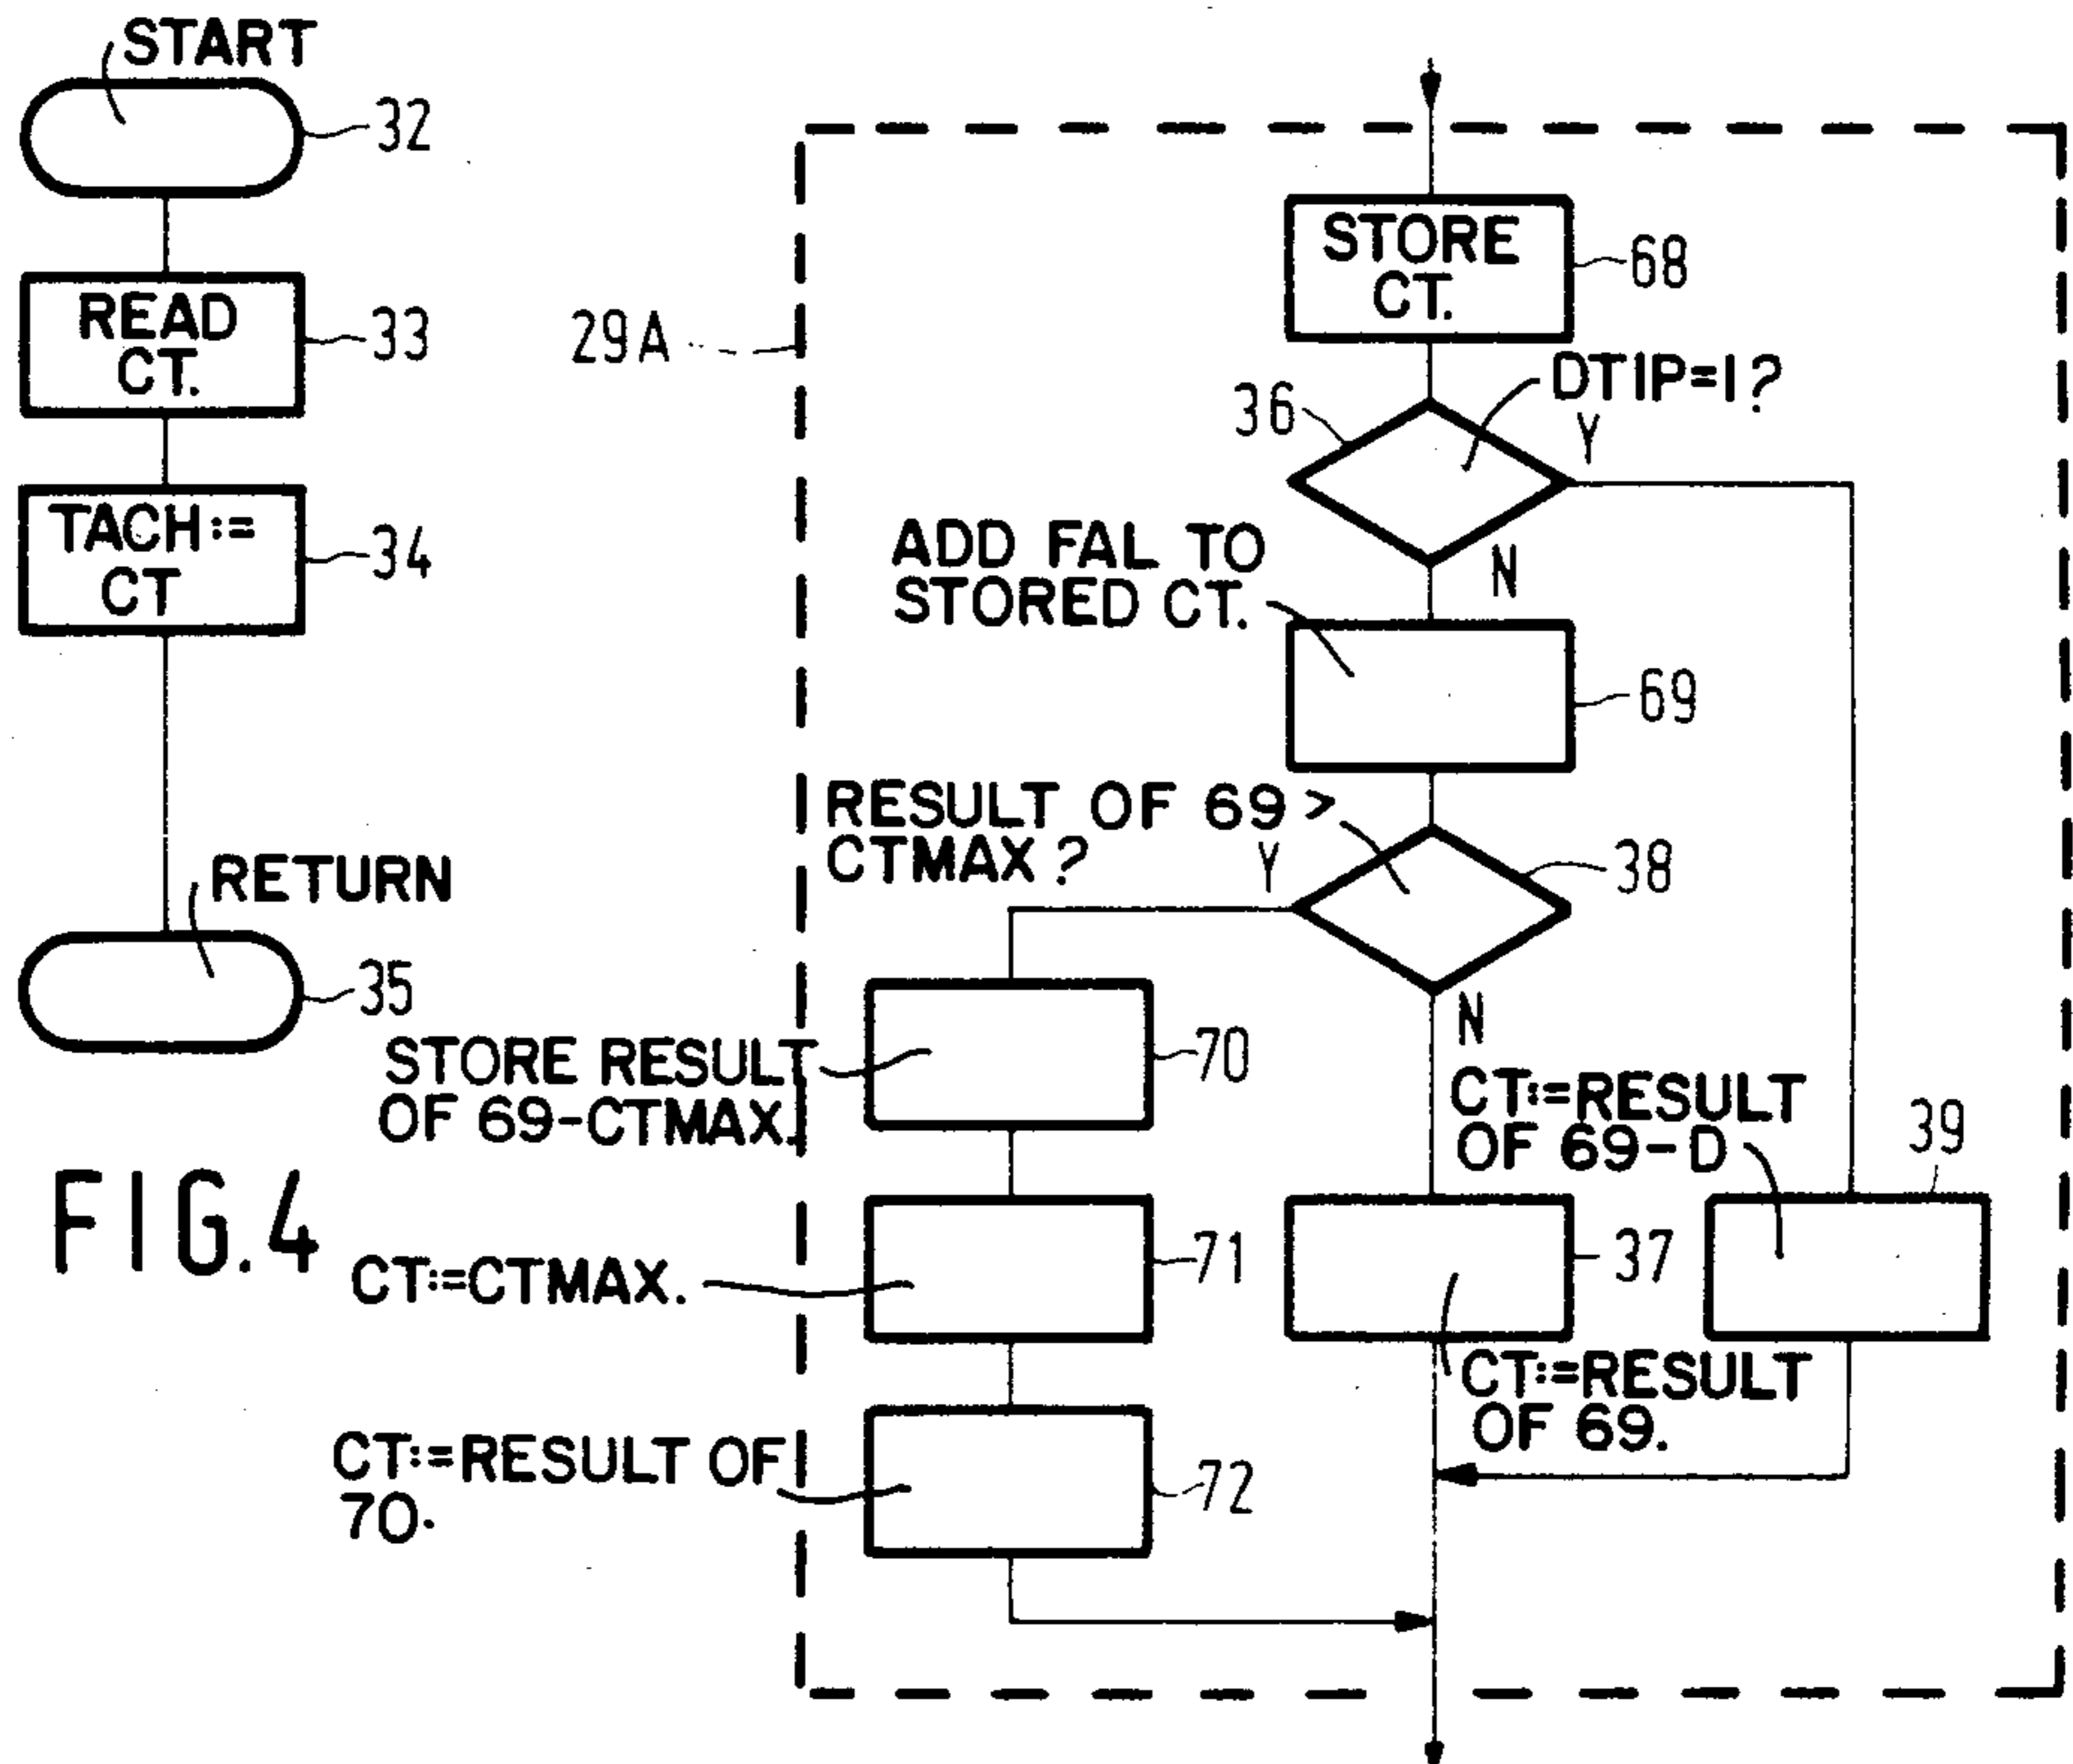 START
32
READ
CT.
33
TACH:=
CT
34
RETURN
35
FIG.4
29A
STORE
CT.
68
DTIP=1?
36
Y
N
ADD FAL TO
STORED CT.
69
RESULT OF 69 >
CTMAX?
Y
38
N
STORE RESULT
OF 69-CTMAX.
70
CT:=RESULT
OF 69-D
39
CT:=CTMAX.
71
37
CT:=RESULT
OF 69.
CT:=RESULT OF
70.
72